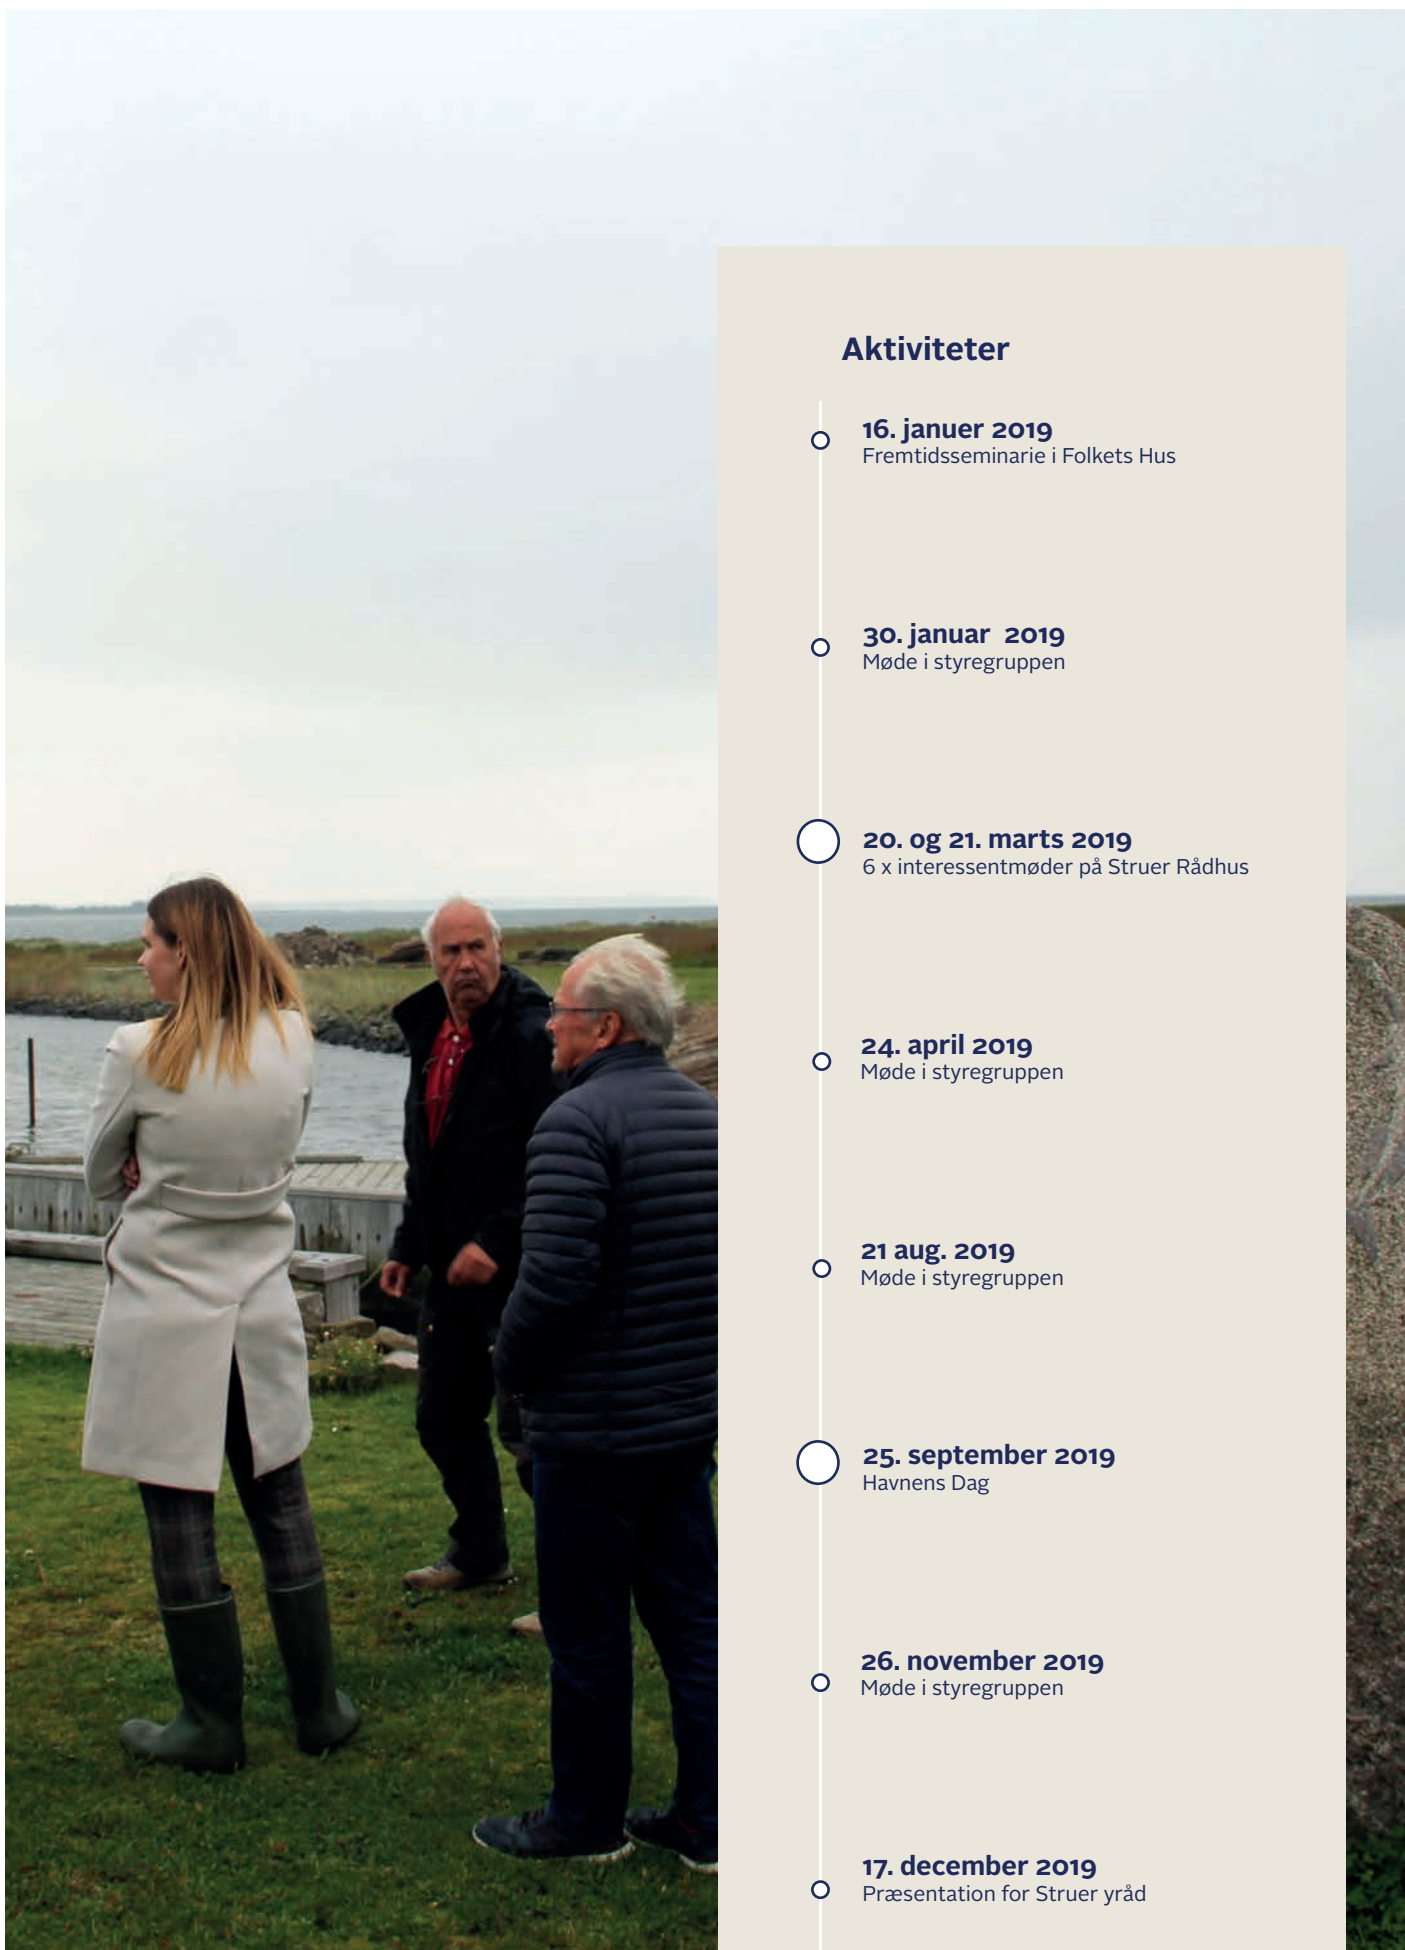 Aktiviteter
16. januer 2019
Fremtidsseminarie i Folkets Hus
30. januar 2019
Møde i styregruppen
20. og 21. marts 2019
6 x interessentmøder på Struer Rådhus
24. april 2019
Møde i styregruppen
21 aug. 2019
Møde i styregruppen
25. september 2019
Havnens Dag
26. november 2019
Møde i styregruppen
17. december 2019
Præsentation for Struer yråd